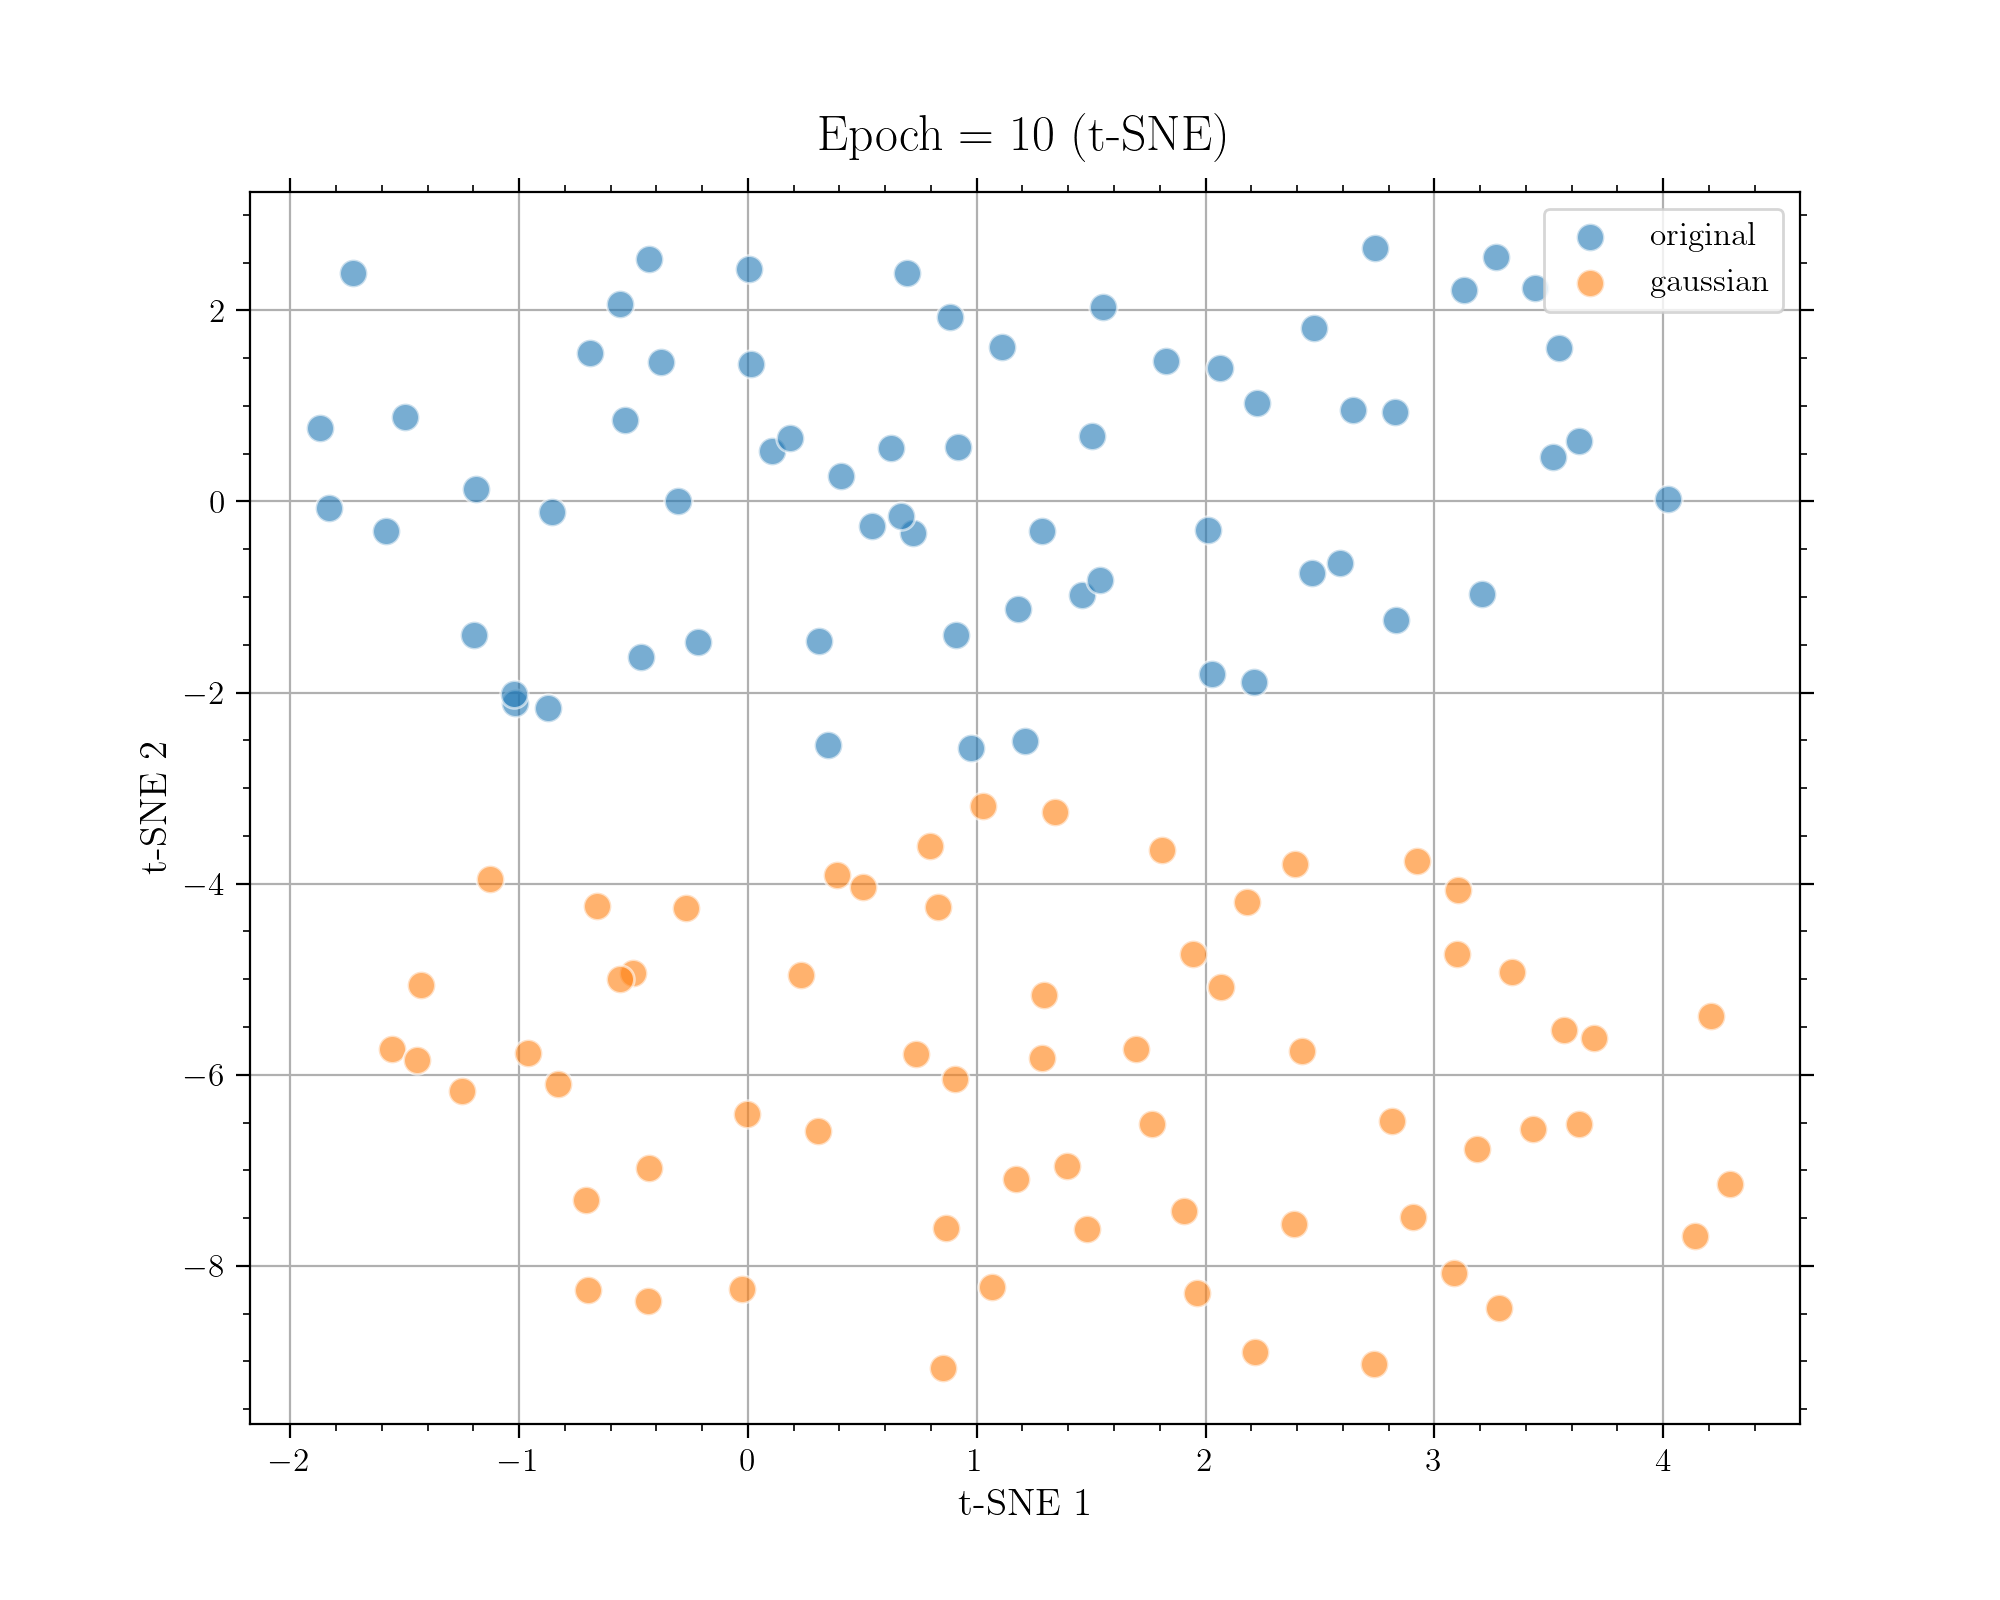 Epoch = 10 (t-SNE)
original
gaussian
2
0
−2
−4
−6
−8
t-SNE 2
−2 −1 0 1 2 3 4
t-SNE 1